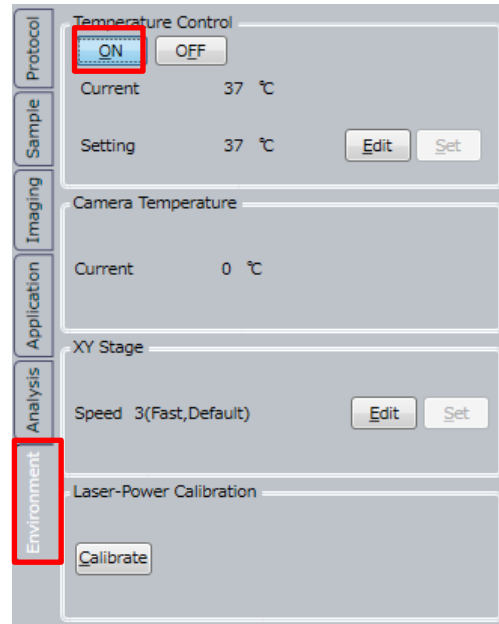 Protocol
Sample
Imaging
Application
Analysis
Environment
Temperature Control
ON OFF
Current 37 ℃
Setting 37 ℃ Edit Set
Camera Temperature
Current 0 ℃
XY Stage
Speed 3(Fast,Default) Edit Set
Laser-Power Calibration
Calibrate